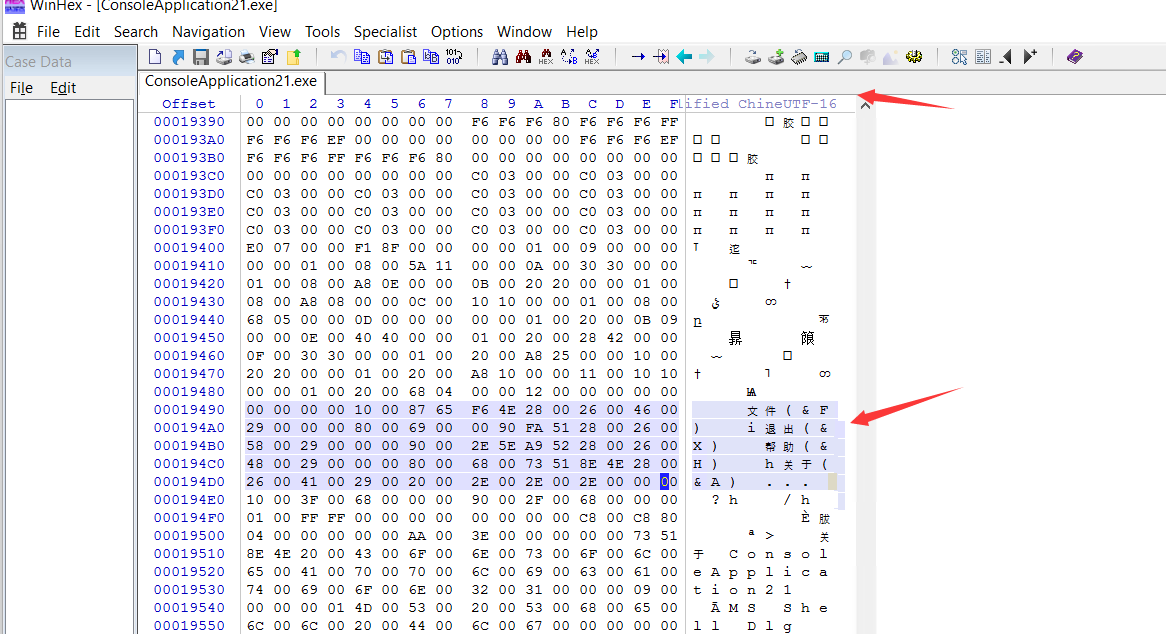 WinHex - [ConsoleApplication21.exe]
File Edit Search Navigation View Tools Specialist Options Window Help
Case Data
File Edit
ConsoleApplication21.exe
Offset 0 1 2 3 4 5 6 7 8 9 A B C D E F lified ChineUTF-16
00019390 00 00 00 00 00 00 00 00 F6 F6 F6 80 F6 F6 F6 FF 胶
000193A0 F6 F6 F6 EF 00 00 00 00 00 00 00 00 F6 F6 F6 EF
000193B0 F6 F6 F6 FF F6 F6 F6 80 00 00 00 00 00 00 00 00 胶
000193C0 00 00 00 00 00 00 00 00 C0 03 00 00 C0 03 00 00 π π
000193D0 C0 03 00 00 C0 03 00 00 C0 03 00 00 C0 03 00 00 π π π π
000193E0 C0 03 00 00 C0 03 00 00 C0 03 00 00 C0 03 00 00 π π π π
000193F0 C0 03 00 00 C0 03 00 00 C0 03 00 00 C0 03 00 00 π π π π
00019400 E0 07 00 00 F1 8F 00 00 00 00 01 00 09 00 00 00
00019410 00 00 01 00 08 00 5A 11 00 00 0A 00 30 30 00 00
00019420 01 00 08 00 A8 0E 00 00 0B 00 20 20 00 00 01 00 †
00019430 08 00 A8 08 00 00 0C 00 10 10 00 00 01 00 08 00
00019440 68 05 00 00 0D 00 00 00 00 00 01 00 20 00 0B 09
00019450 00 00 0E 00 40 40 00 00 01 00 20 00 28 42 00 00
00019460 0F 00 30 30 00 00 01 00 20 00 A8 25 00 00 10 00
00019470 20 20 00 00 01 00 20 00 A8 10 00 00 11 00 10 10 †
00019480 00 00 01 00 20 00 68 04 00 00 12 00 00 00 00 00 Ѩ
00019490 00 00 00 00 10 00 87 65 F6 4E 28 00 26 00 46 00 文件(&F
000194A0 29 00 00 00 80 00 69 00 00 90 FA 51 28 00 26 00 ) i退出(&
000194B0 58 00 29 00 00 00 90 00 2E 5E A9 52 28 00 26 00 X) 帮助(&
000194C0 48 00 29 00 00 00 80 00 68 00 73 51 8E 4E 28 00 H) h关于(
000194D0 26 00 41 00 29 00 20 00 2E 00 2E 00 2E 00 00 00 &A) ...
000194E0 10 00 3F 00 68 00 00 00 90 00 2F 00 68 00 00 00 ?h /h
000194F0 01 00 FF FF 00 00 00 00 00 00 00 00 C8 00 C8 80 È胈
00019500 04 00 00 00 00 00 AA 00 3E 00 00 00 00 00 73 51 ª> 关
00019510 8E 4E 20 00 43 00 6F 00 6E 00 73 00 6F 00 6C 00 于 Consol
00019520 65 00 41 00 70 00 70 00 6C 00 69 00 63 00 61 00 eApplica
00019530 74 00 69 00 6F 00 6E 00 32 00 31 00 00 00 09 00 tion21
00019540 00 00 00 01 4D 00 53 00 20 00 53 00 68 00 65 00 ĀMS She
00019550 6C 00 6C 00 20 00 44 00 6C 00 67 00 00 00 00 00 ll Dlg